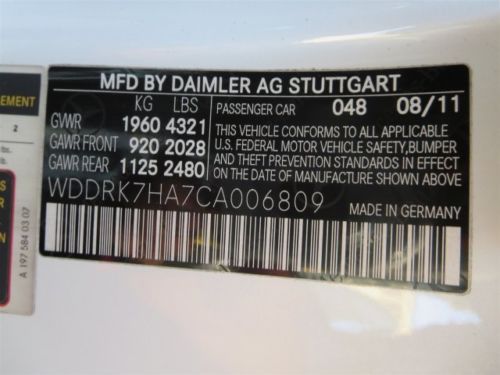 MFD BY DAIMLER AG STUTTGART
KG LBS
GVWR 1960 4321
GAWR FRONT 920 2028
GAWR REAR 1125 2480
PASSENGER CAR 048 08/11
THIS VEHICLE CONFORMS TO ALL APPLICABLE
U.S. FEDERAL MOTOR VEHICLE SAFETY, BUMPER
AND THEFT PREVENTION STANDARDS IN
EFFECT ON THE DATE OF MANUFACTURE
SHOWN ABOVE.
WDDRK7HA7CA006809
MADE IN GERMANY
EMENT
2
A 197 584 03 07